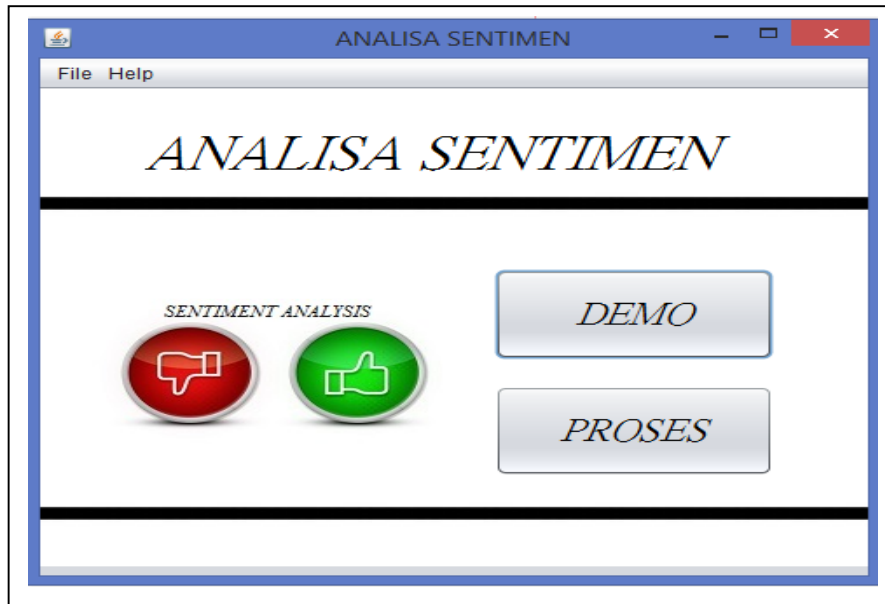 ANALISA SENTIMEN
File Help
ANALISA SENTIMEN
SENTIMENT ANALYSIS
DEMO
PROSES